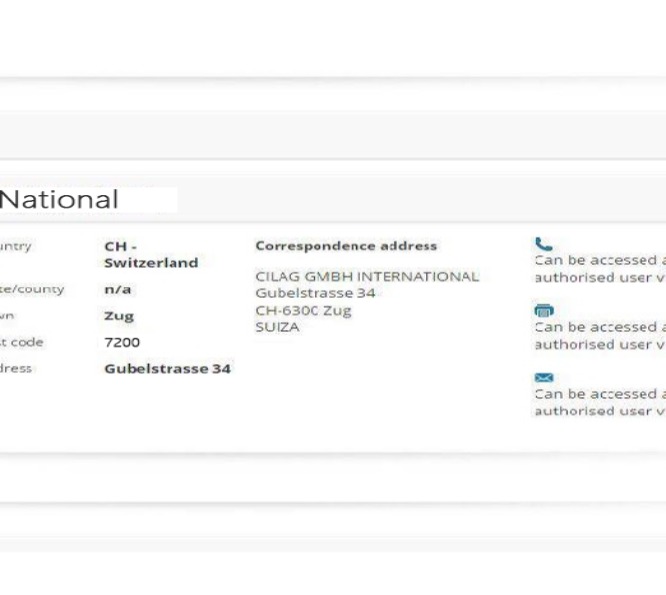 National
untry
CH -
Switzerland
te/county
n/a
wn
Zug
t code
7200
dress
Gubelstrasse 34
Correspondence address
CILAG GMBH INTERNATIONAL
Gubelstrasse 34
CH-6300 Zug
SUIZA
Can be accessed a
authorised user v
Can be accessed a
authorised user v
Can be accessed a
authorised user v